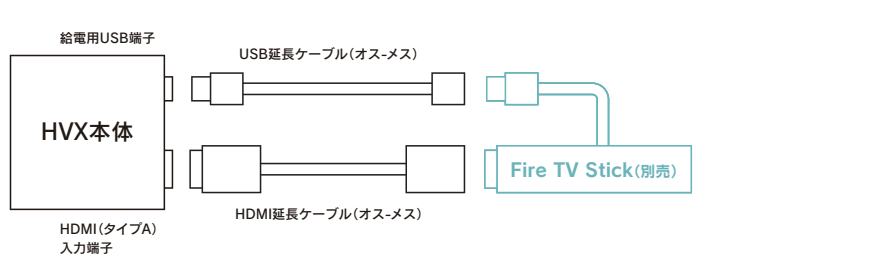 給電用USB端子
USB延長ケーブル(オス-メス)
HVX本体
Fire TV Stick(別売)
HDMI延長ケーブル(オス-メス)
HDMI(タイプA)
入力端子